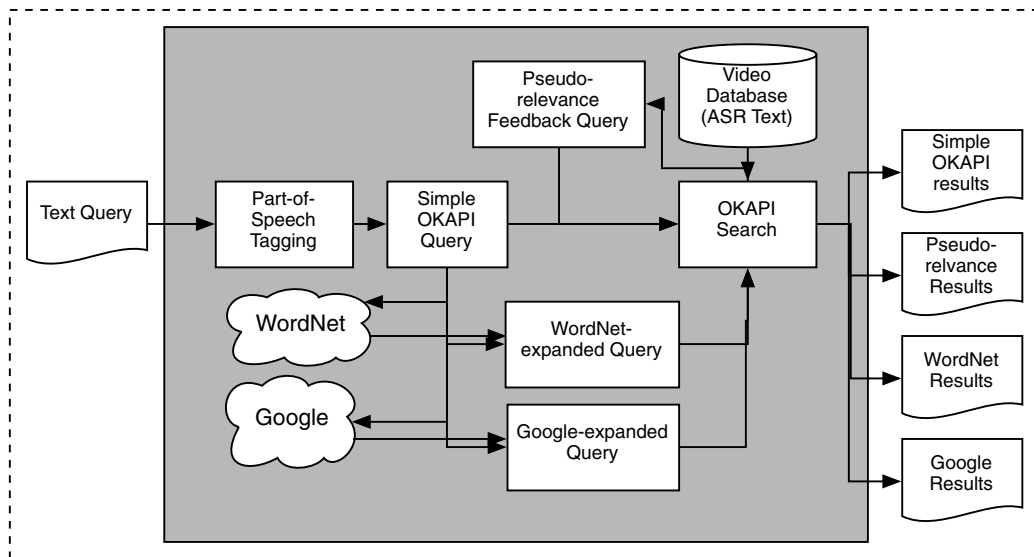 Pseudo-
relevance
Feedback Query
Video
Database
(ASR Text)
Simple
OKAPI
results
Text Query
Part-of-
Speech
Tagging
Simple
OKAPI
Query
OKAPI
Search
Pseudo-
relvance
Results
WordNet
WordNet-
expanded Query
WordNet
Results
Google
Google-expanded
Query
Google
Results